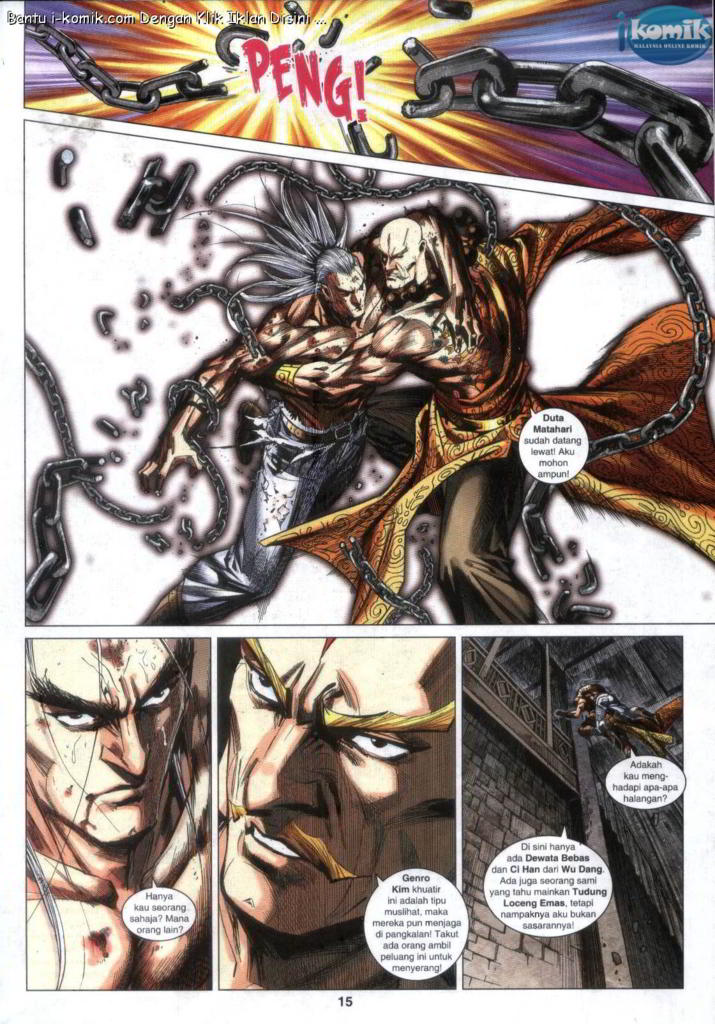 Bantu i-komik.com Dengan Klik Iklan Disini ...
i komik
MALAYSIA ONLINE KOMIK
PENG!
Duta
Matahari
sudah datang
lewat! Aku
mohon
ampun!
Hanya
kau seorang
sahaja? Mana
orang lain?
Genro
Kim khuatir
ini adalah tipu
muslihat, maka
mereka pun menjaga
di pangkalan! Takut
ada orang ambil
peluang ini untuk
menyerang!
Adakah
kau meng-
hadapi apa-apa
halangan?
Di sini hanya
ada Dewata Bebas
dan Ci Han dari Wu Dang.
Ada juga seorang sami
yang tahu mainkan Tudung
Loceng Emas, tetapi
nampaknya aku bukan
sasarannya!
15